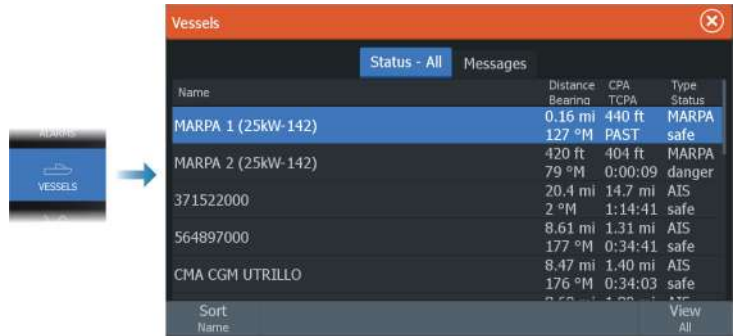 Vessels
Status - All Messages
Name Distance CPA Type
Bearing TCPA Status
MARPA 1 (25kW-142) 0.16 mi 440 ft MARPA
127 °M PAST safe
MARPA 2 (25kW-142) 420 ft 404 ft MARPA
79 °M 0:00:09 danger
371522000 20.4 mi 14.7 mi AIS
2 °M 1:14:41 safe
564897000 8.61 mi 1.31 mi AIS
177 °M 0:34:41 safe
CMA CGM UTRILLO 8.47 mi 1.40 mi AIS
176 °M 0:34:03 safe
Sort View
Name All
ALARMS
VESSELS